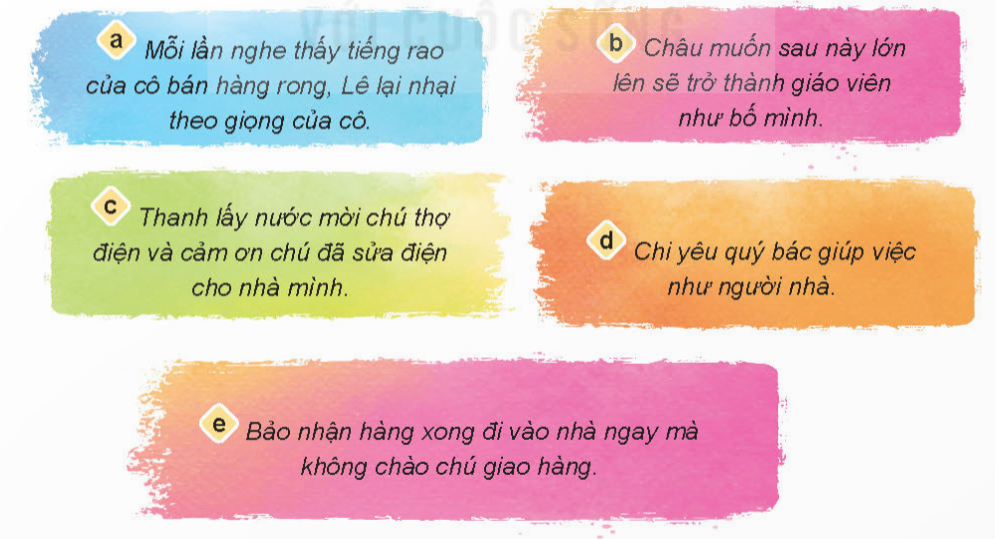 VỚI CUỘC SỐNG
a Mỗi lần nghe thấy tiếng rao
của cô bán hàng rong, Lê lại nhại
theo giọng của cô.
b Châu muốn sau này lớn
lên sẽ trở thành giáo viên
như bố mình.
c Thanh lấy nước mời chú thợ
điện và cảm ơn chú đã sửa điện
cho nhà mình.
d Chi yêu quý bác giúp việc
như người nhà.
e Bảo nhận hàng xong đi vào nhà ngay mà
không chào chú giao hàng.